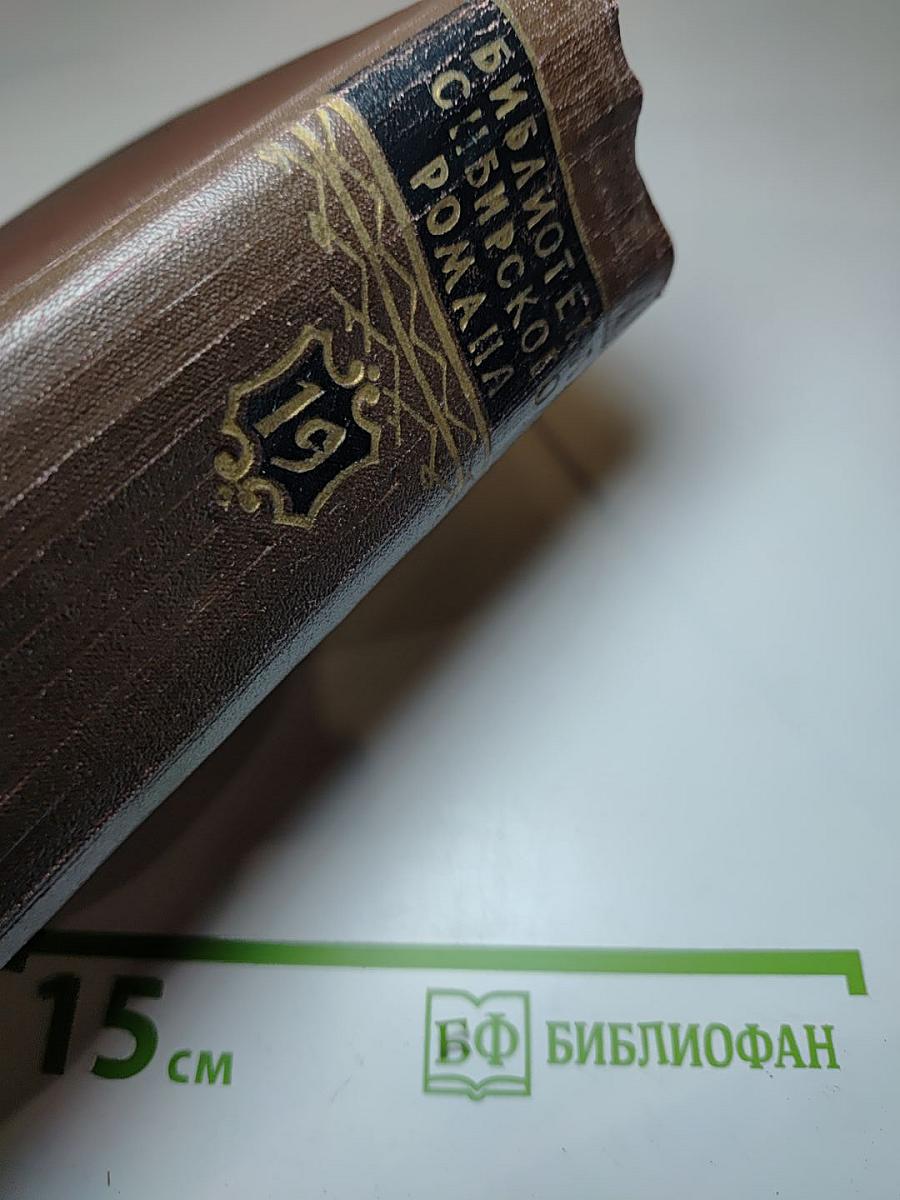 БИБЛИОТЕКА
СИБИРСКОГО
РОМАНА
19
15 см
БФ БИБЛИОФАН